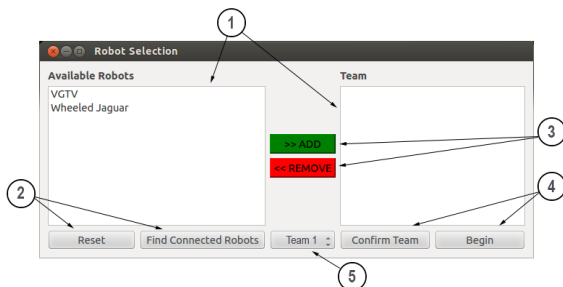 1
Robot Selection
Available Robots
Team
VGTV
Wheeled Jaguar
>> ADD
3
<< REMOVE
2
4
Reset
Find Connected Robots
Team 1
Confirm Team
Begin
5